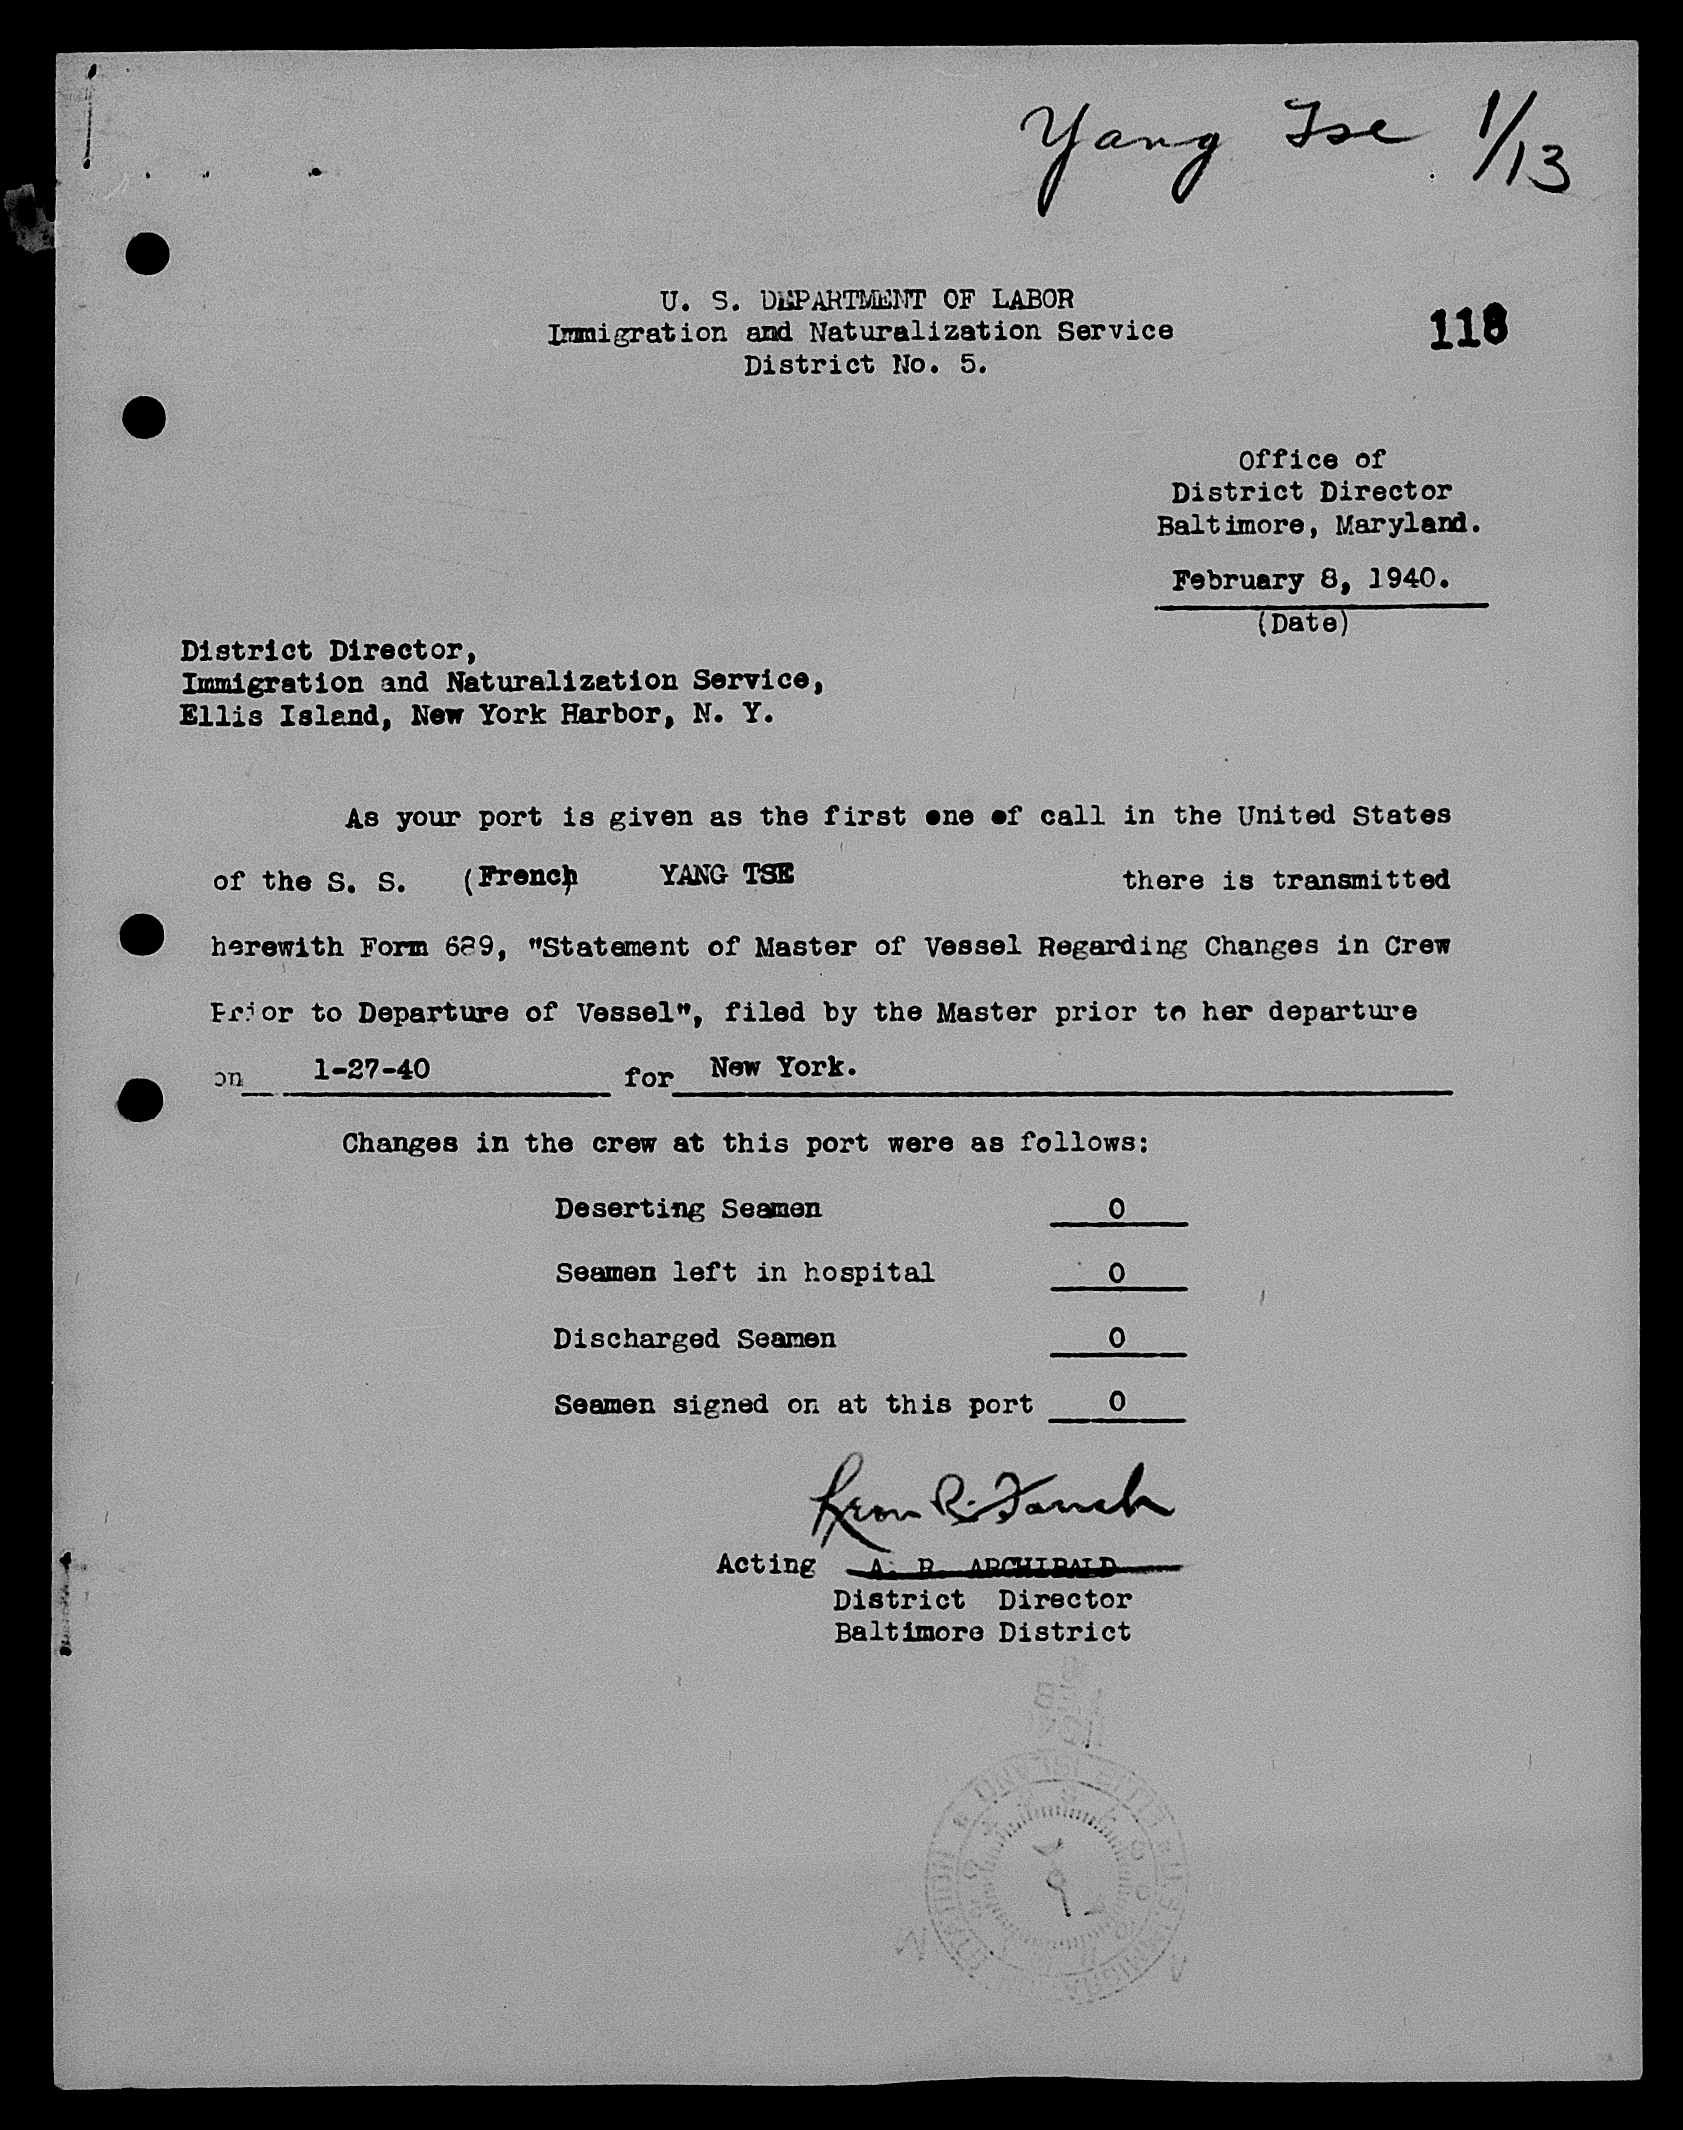 Yang Tse 1/13
U. S. DEPARTMENT OF LABOR
Immigration and Naturalization Service
District No. 5.
118
Office of
District Director
Baltimore, Maryland.
February 8, 1940.
(Date)
District Director,
Immigration and Naturalization Service,
Ellis Island, New York Harbor, N. Y.
As your port is given as the first one of call in the United States
of the S. S. (French) YANG TSE there is transmitted
herewith Form 689, "Statement of Master of Vessel Regarding Changes in Crew
Prior to Departure of Vessel", filed by the Master prior to her departure
on 1-27-40 for New York.
Changes in the crew at this port were as follows:
Deserting Seamen 0
Seamen left in hospital 0
Discharged Seamen 0
Seamen signed on at this port 0
Leon R.
Acting A. R. ARCHIBALD
District Director
Baltimore District